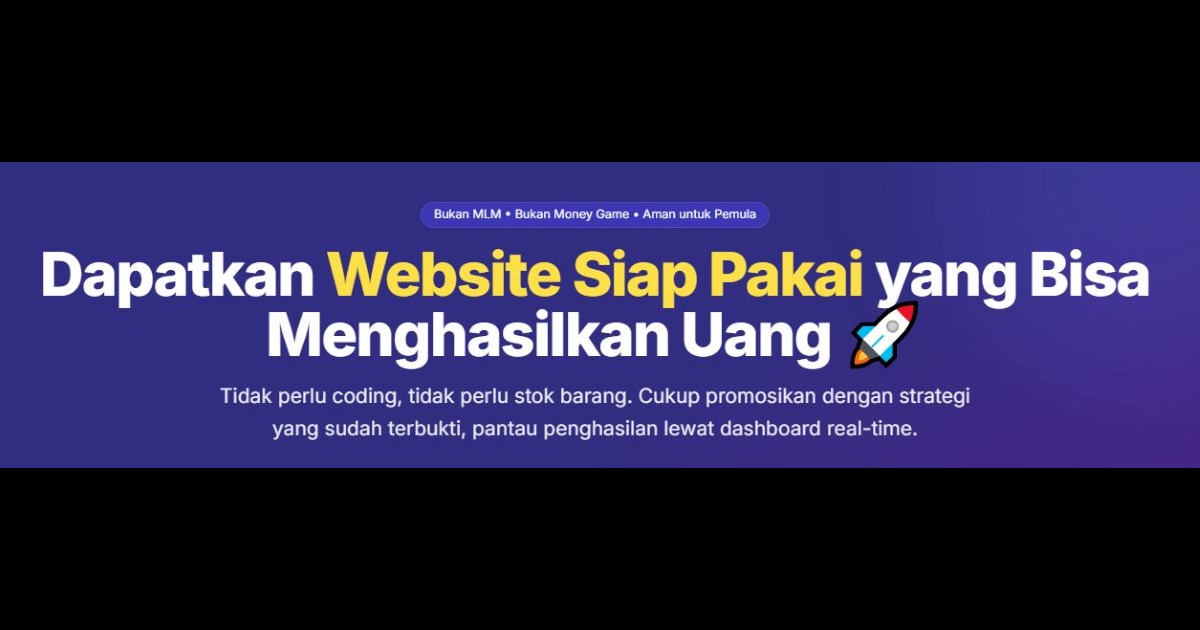 Bukan MLM • Bukan Money Game • Aman untuk Pemula
Dapatkan Website Siap Pakai yang Bisa
Menghasilkan Uang 🚀
Tidak perlu coding, tidak perlu stok barang. Cukup promosikan dengan strategi
yang sudah terbukti, pantau penghasilan lewat dashboard real-time.